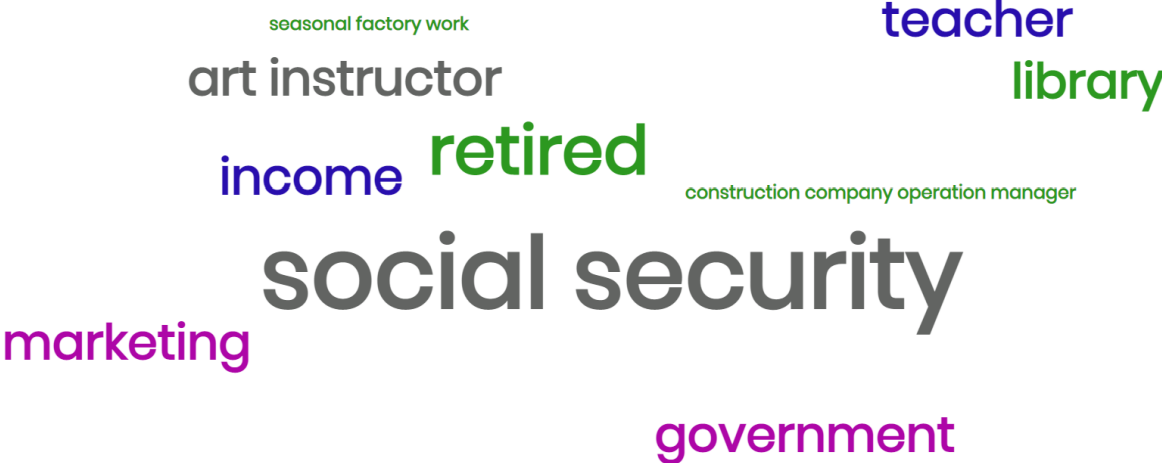 seasonal factory work
teacher
art instructor
library
retired
income
construction company operation manager
social security
marketing
government